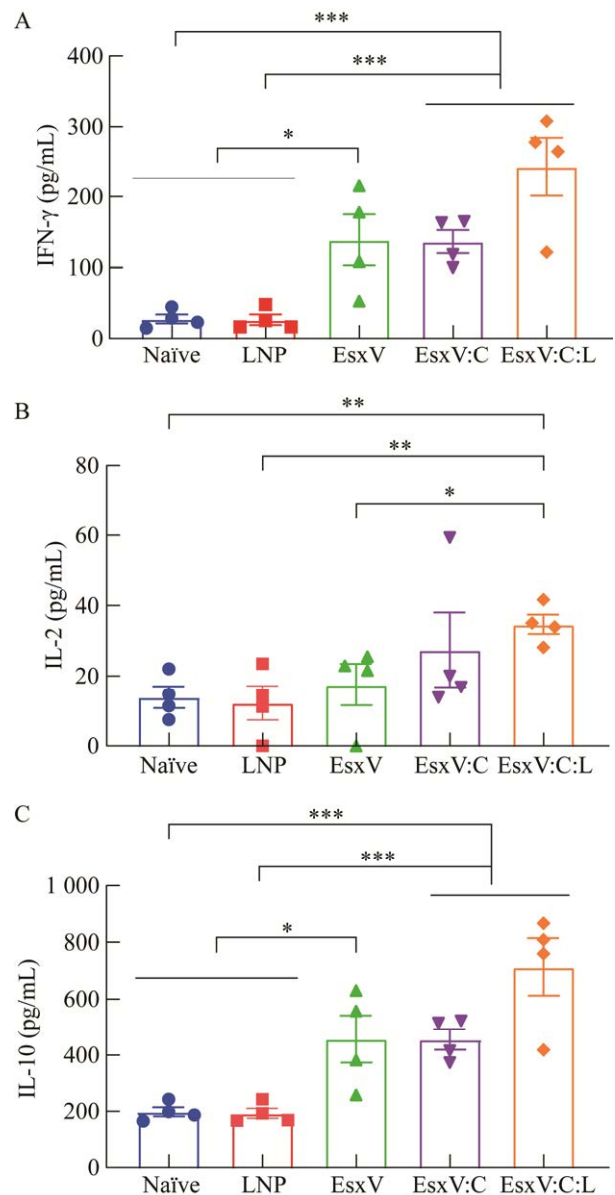 A
***
***
*
400
300
200
100
0
IFN-γ (pg/mL)
Naïve LNP EsxV EsxV:C EsxV:C:L
B
**
**
*
80
60
40
20
0
IL-2 (pg/mL)
Naïve LNP EsxV EsxV:C EsxV:C:L
C
***
***
*
1 000
800
600
400
200
0
IL-10 (pg/mL)
Naïve LNP EsxV EsxV:C EsxV:C:L